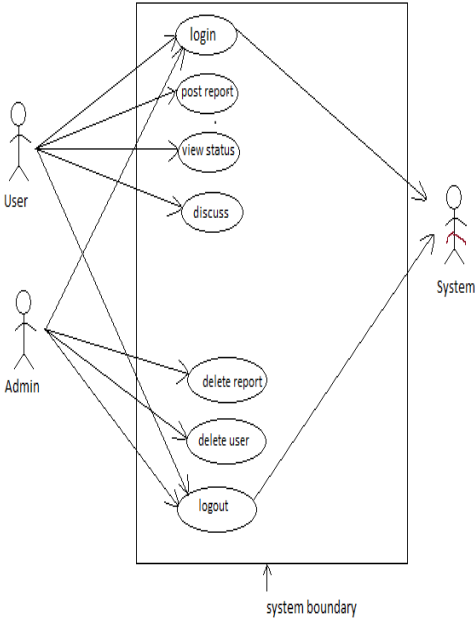 login
post report
view status
User
discuss
System
Admin
delete report
delete user
logout
system boundary